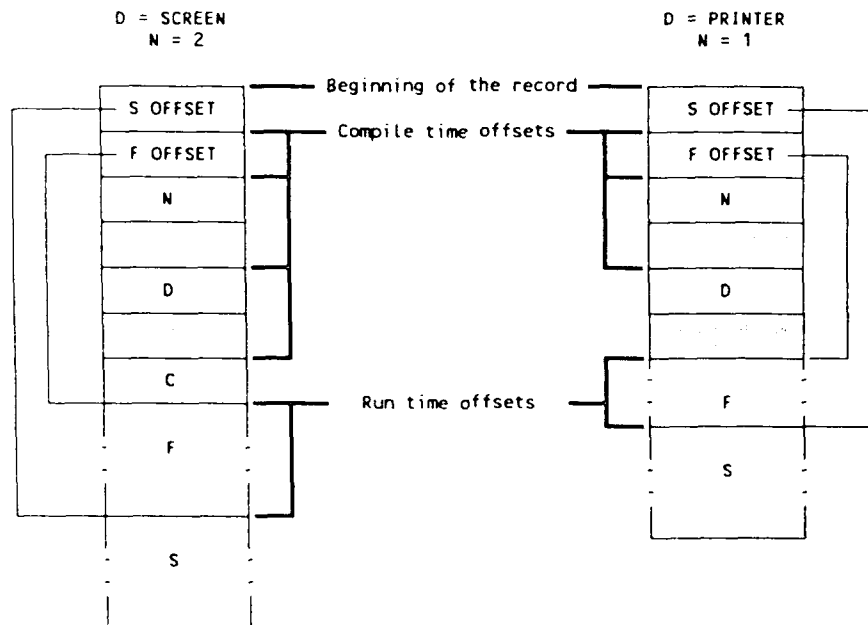 D = SCREEN
N = 2
D = PRINTER
N = 1
Beginning of the record
S OFFSET
S OFFSET
Compile time offsets
F OFFSET
F OFFSET
N
N
D
D
C
Run time offsets
F
F
S
S